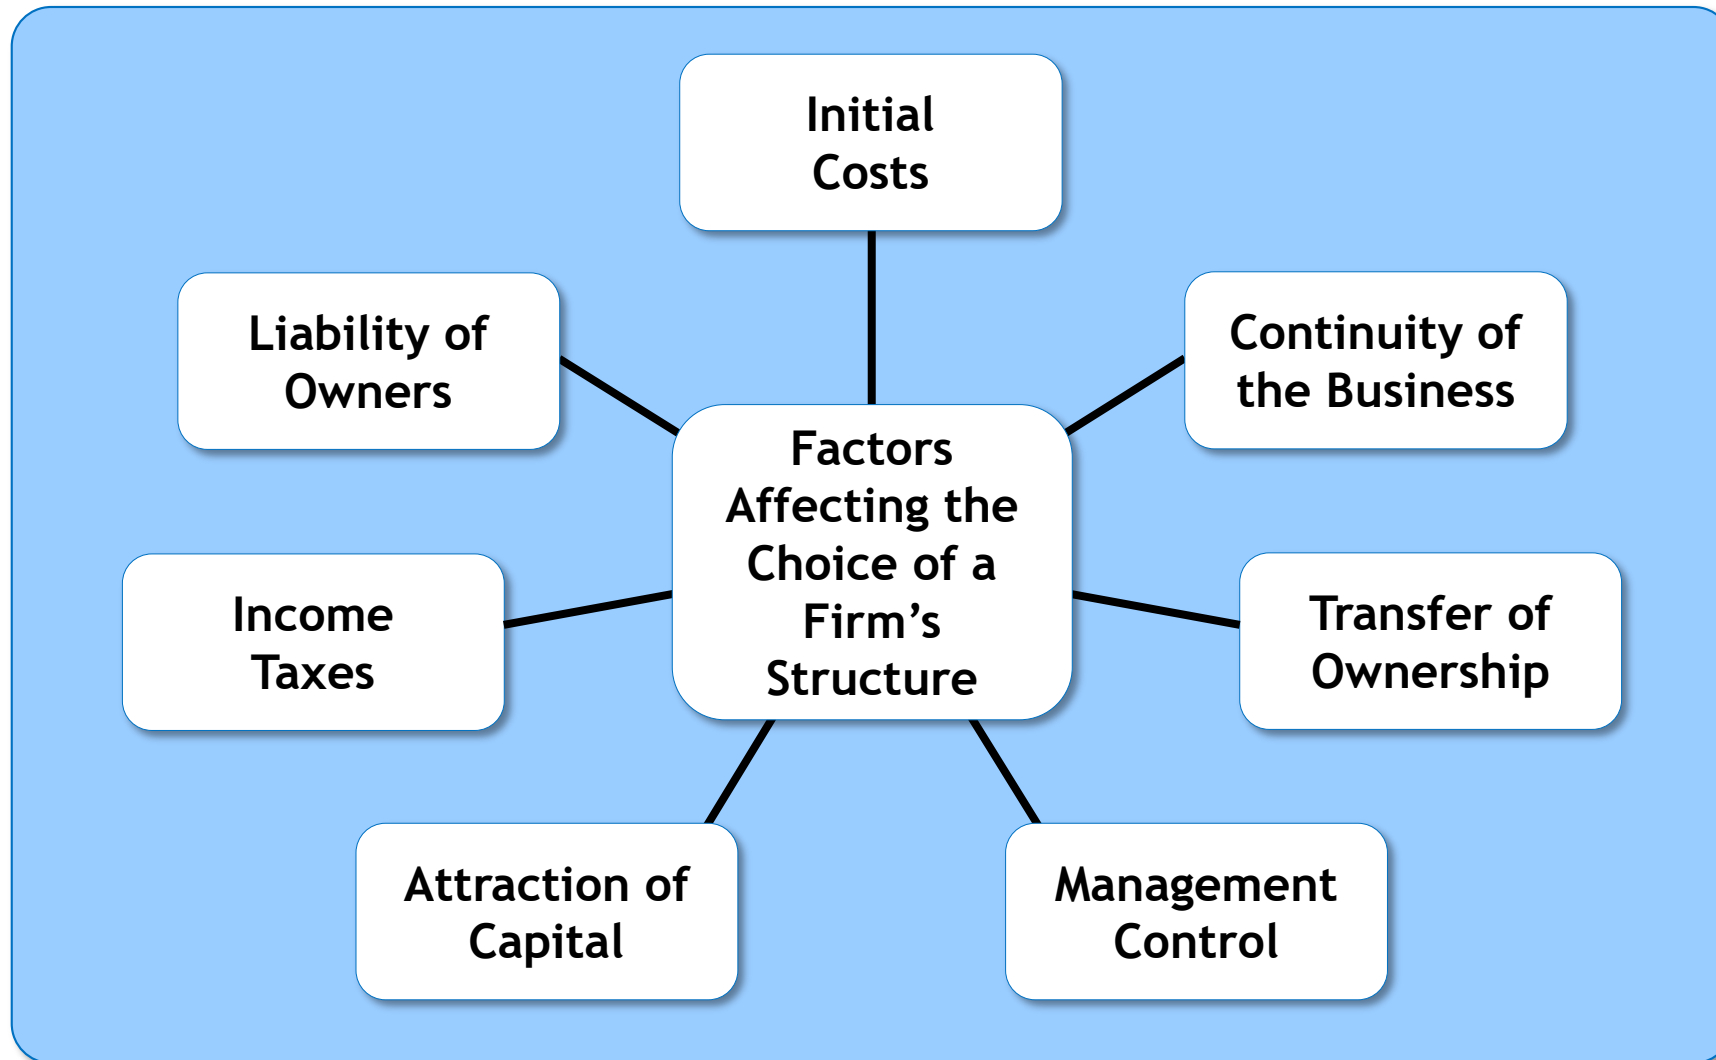 Initial
Costs
Liability of
Owners
Continuity of
the Business
Factors
Affecting the
Choice of a
Firm’s
Structure
Income
Taxes
Transfer of
Ownership
Attraction of
Capital
Management
Control